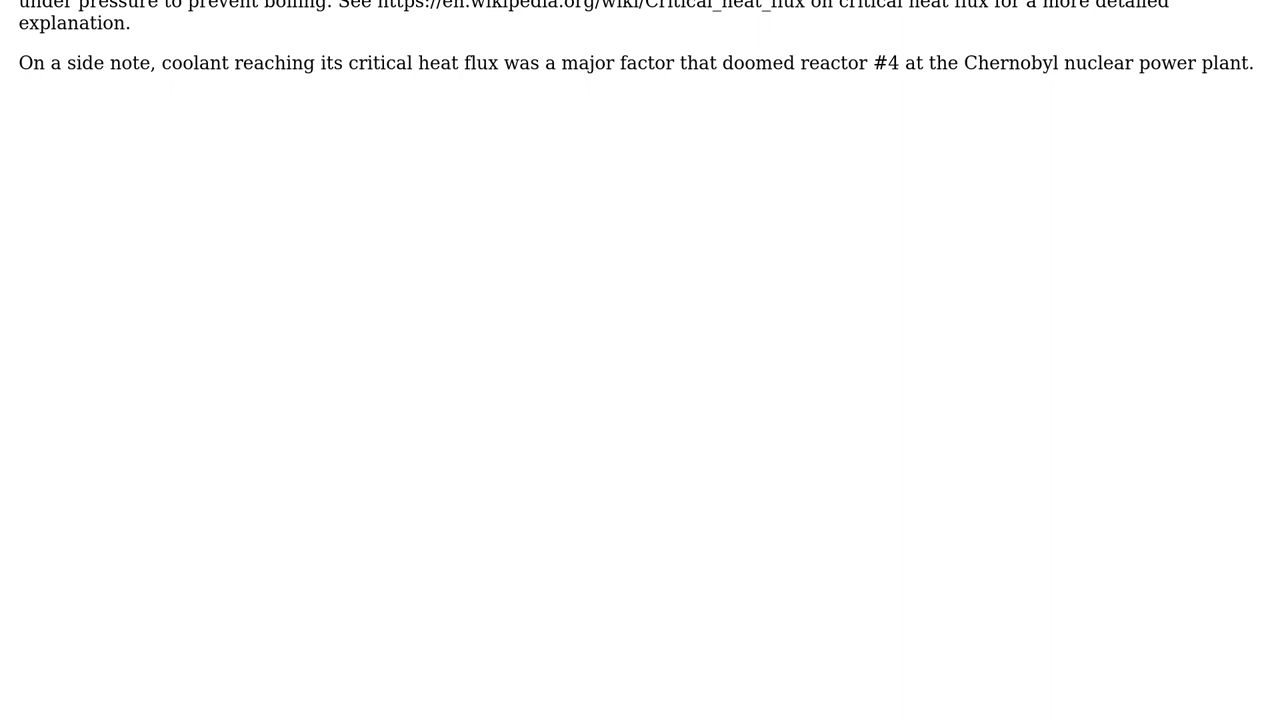 under pressure to prevent boiling. See https://en.wikipedia.org/wiki/Critical_heat_flux on critical heat flux for a more detailed
explanation.
On a side note, coolant reaching its critical heat flux was a major factor that doomed reactor #4 at the Chernobyl nuclear power plant.